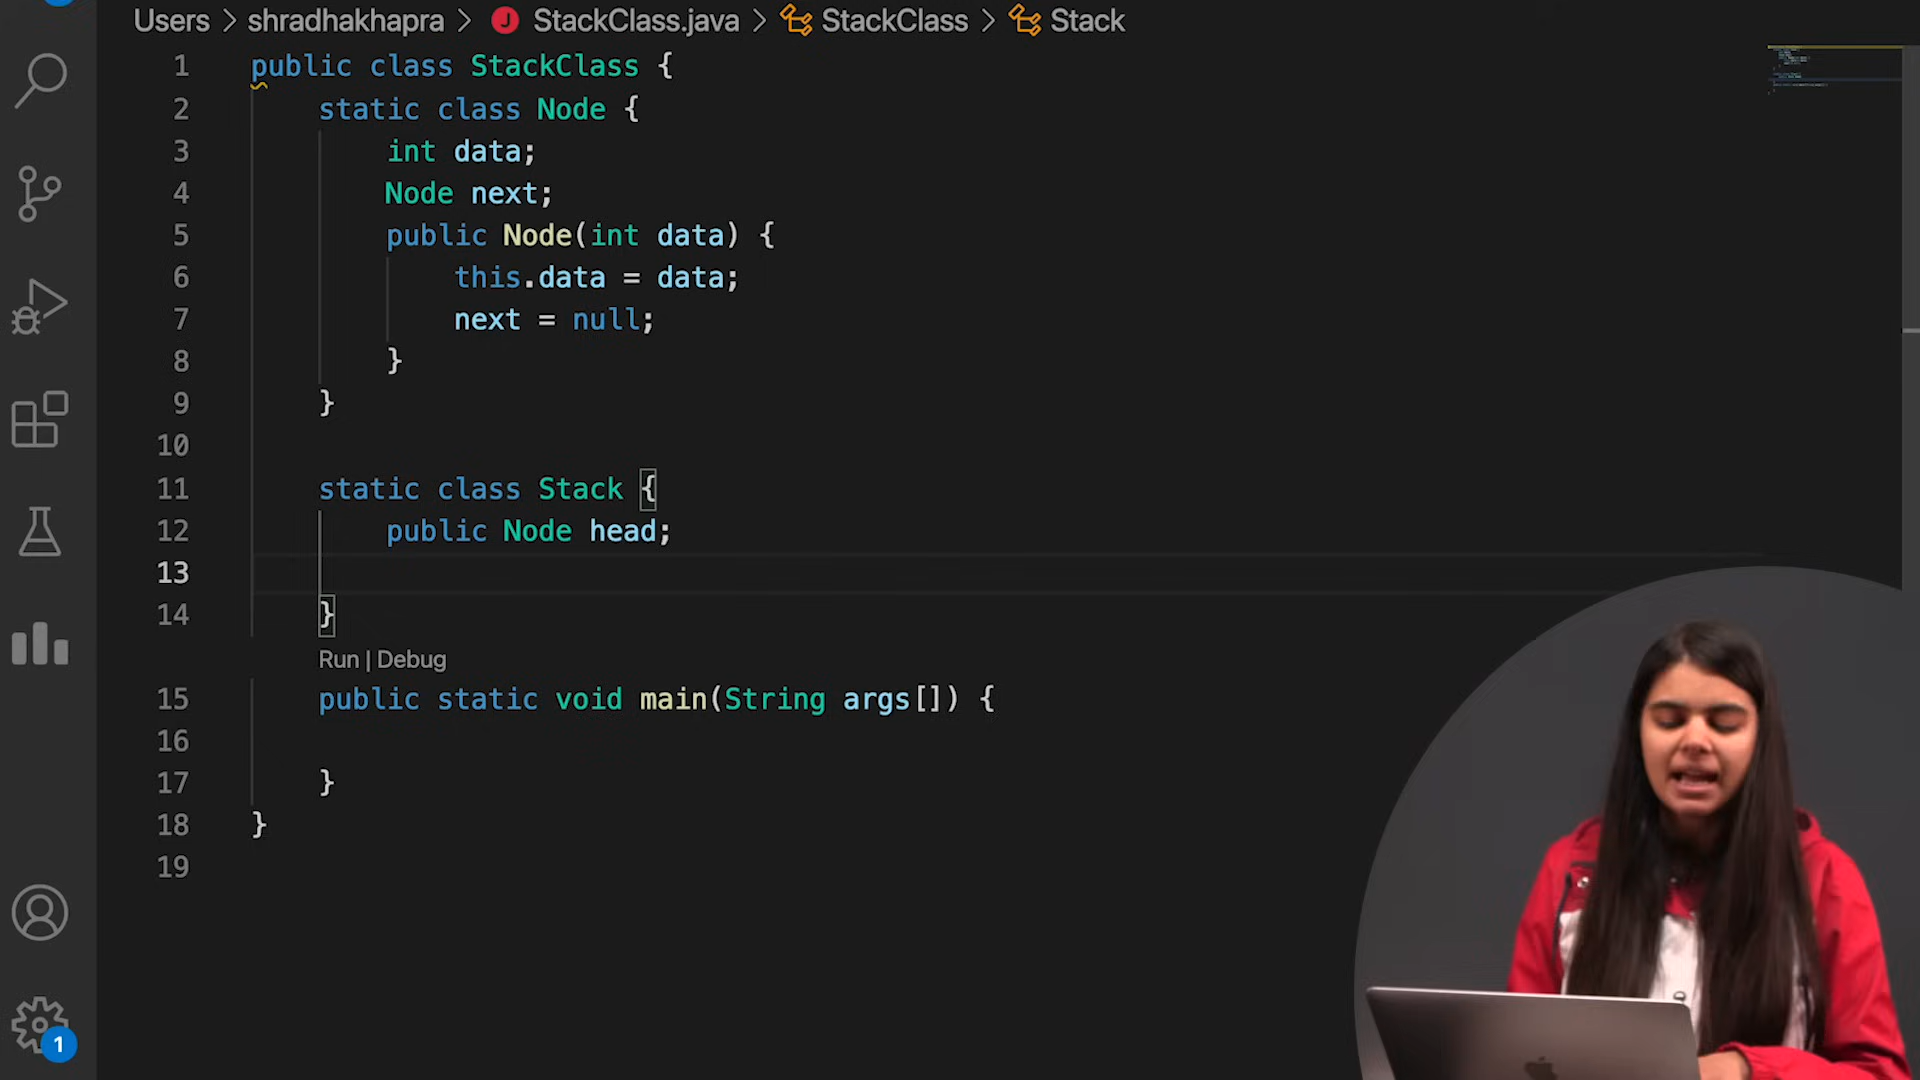 Users > shradhakhapra > J StackClass.java > StackClass > Stack
1 public class StackClass {
2 static class Node {
3 int data;
4 Node next;
5 public Node(int data) {
6 this.data = data;
7 next = null;
8 }
9 }
10
11 static class Stack {
12 public Node head;
13
14 }
Run | Debug
15 public static void main(String args[]) {
16
17 }
18 }
19
1